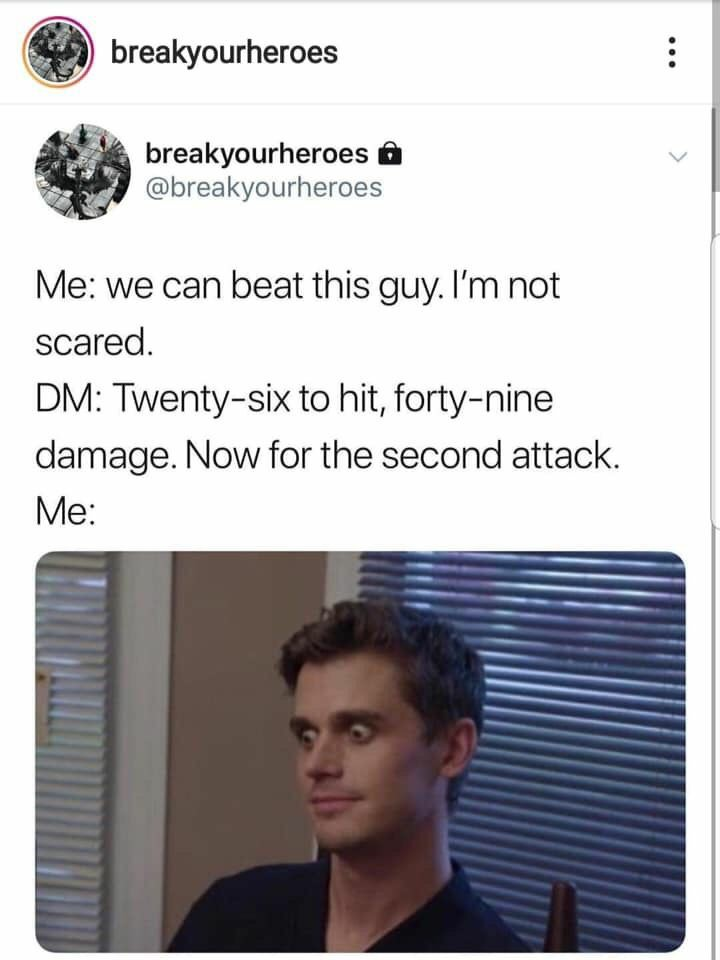 breakyourheroes
breakyourheroes
@breakyourheroes
Me: we can beat this guy. I'm not
scared.
DM: Twenty-six to hit, forty-nine
damage. Now for the second attack.
Me: